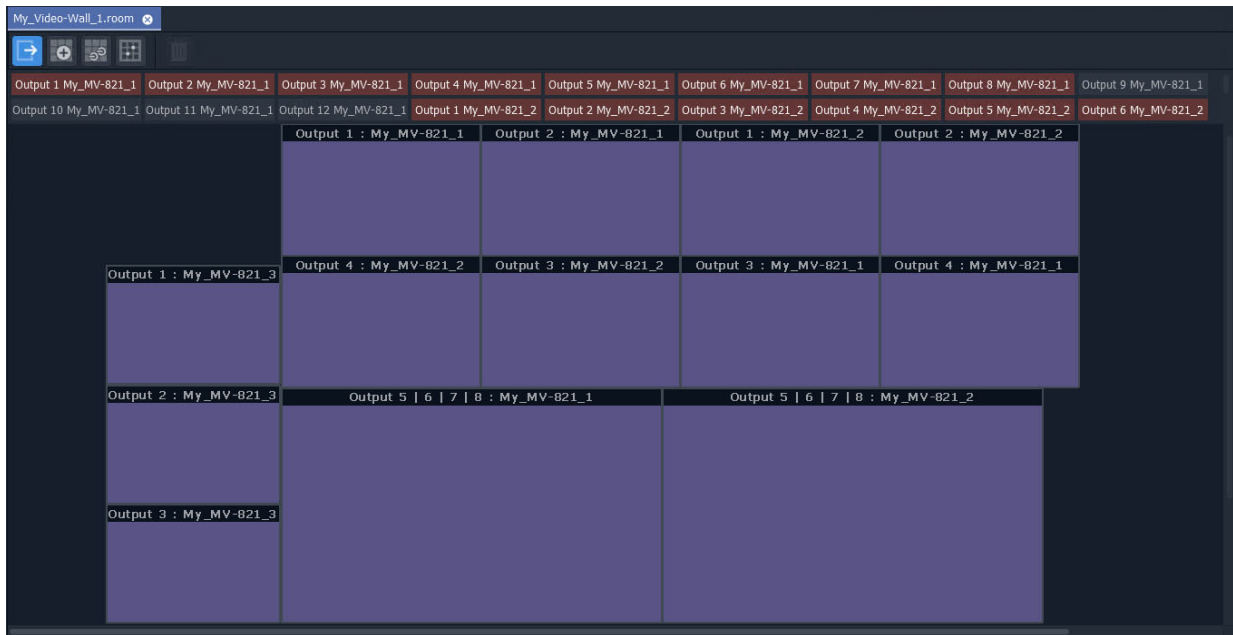 My_Video-Wall_1.room
Output 1 My_MV-821_1 Output 2 My_MV-821_1 Output 3 My_MV-821_1 Output 4 My_MV-821_1 Output 5 My_MV-821_1 Output 6 My_MV-821_1 Output 7 My_MV-821_1 Output 8 My_MV-821_1 Output 9 My_MV-821_1
Output 10 My_MV-821_1 Output 11 My_MV-821_1 Output 12 My_MV-821_1 Output 1 My_MV-821_2 Output 2 My_MV-821_2 Output 3 My_MV-821_2 Output 4 My_MV-821_2 Output 5 My_MV-821_2 Output 6 My_MV-821_2
Output 1 : My_MV-821_1 Output 2 : My_MV-821_1 Output 1 : My_MV-821_2 Output 2 : My_MV-821_2
Output 4 : My_MV-821_2 Output 3 : My_MV-821_2 Output 3 : My_MV-821_1 Output 4 : My_MV-821_1
Output 1 : My_MV-821_3
Output 2 : My_MV-821_3 Output 5 | 6 | 7 | 8 : My_MV-821_1 Output 5 | 6 | 7 | 8 : My_MV-821_2
Output 3 : My_MV-821_3